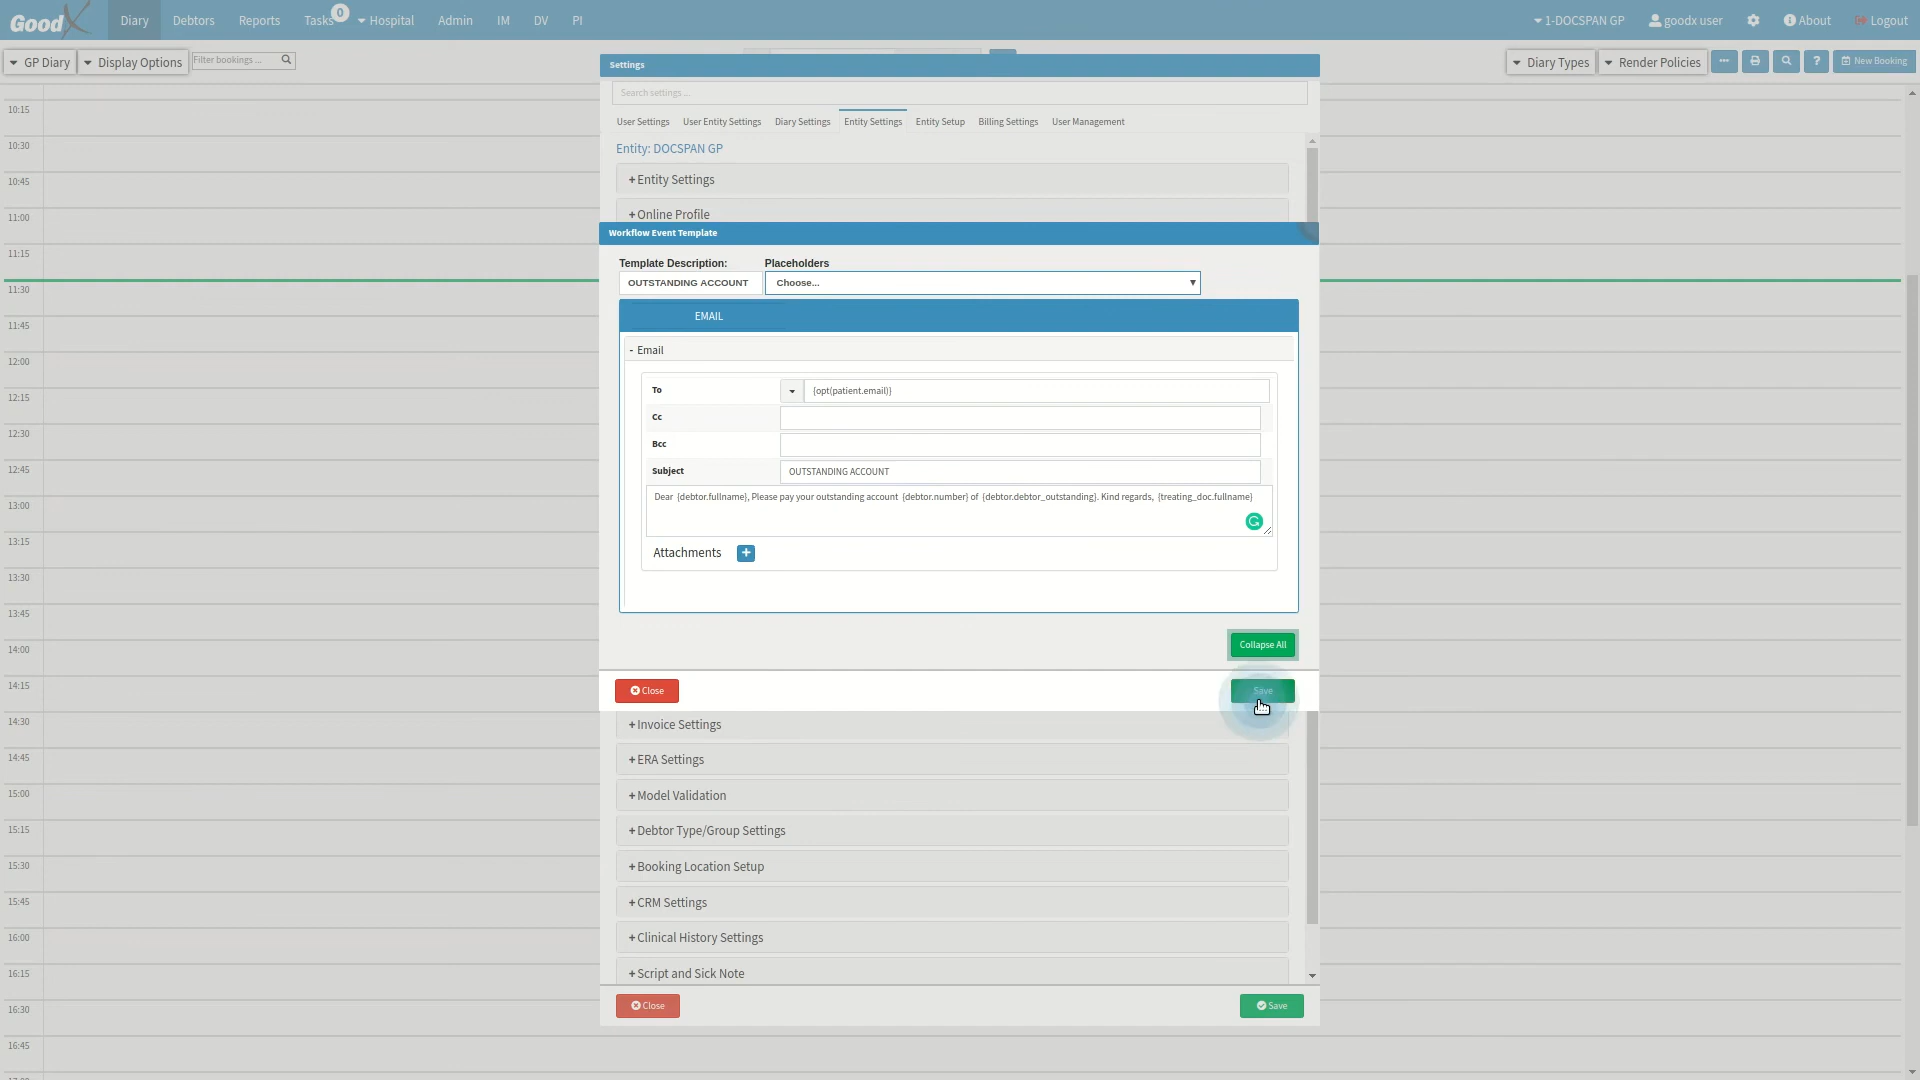 GoodX Diary Debtors Reports Tasks 0 Hospital Admin IM DV PI 1-DOCSPAN GP goodx user About Logout
GP Diary Display Options Filter bookings ... Diary Types Render Policies ... ? New Booking
Settings
Search settings ...
User Settings User Entity Settings Diary Settings Entity Settings Entity Setup Billing Settings User Management
Entity: DOCSPAN GP
+Entity Settings
+Online Profile
Workflow Event Template
Template Description: Placeholders
OUTSTANDING ACCOUNT Choose...
EMAIL
- Email
To {opt(patient.email)}
Cc
Bcc
Subject OUTSTANDING ACCOUNT
Dear {debtor.fullname}, Please pay your outstanding account {debtor.number} of {debtor.debtor_outstanding}. Kind regards, {treating_doc.fullname}
Attachments +
Collapse All
Close Save
+Invoice Settings
+ERA Settings
+Model Validation
+Debtor Type/Group Settings
+Booking Location Setup
+CRM Settings
+Clinical History Settings
+Script and Sick Note
Close Save
10:15
10:30
10:45
11:00
11:15
11:30
11:45
12:00
12:15
12:30
12:45
13:00
13:15
13:30
13:45
14:00
14:15
14:30
14:45
15:00
15:15
15:30
15:45
16:00
16:15
16:30
16:45